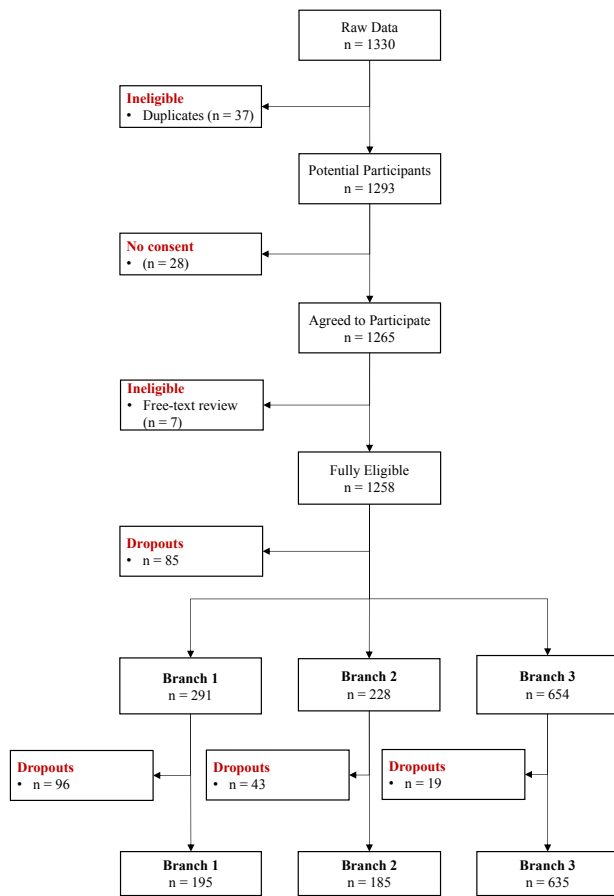 Raw Data
n = 1330
Ineligible
• Duplicates (n = 37)
Potential Participants
n = 1293
No consent
• (n = 28)
Agreed to Participate
n = 1265
Ineligible
• Free-text review
(n = 7)
Fully Eligible
n = 1258
Dropouts
• n = 85
Branch 1
n = 291
Branch 2
n = 228
Branch 3
n = 654
Dropouts
• n = 96
Dropouts
• n = 43
Dropouts
• n = 19
Branch 1
n = 195
Branch 2
n = 185
Branch 3
n = 635